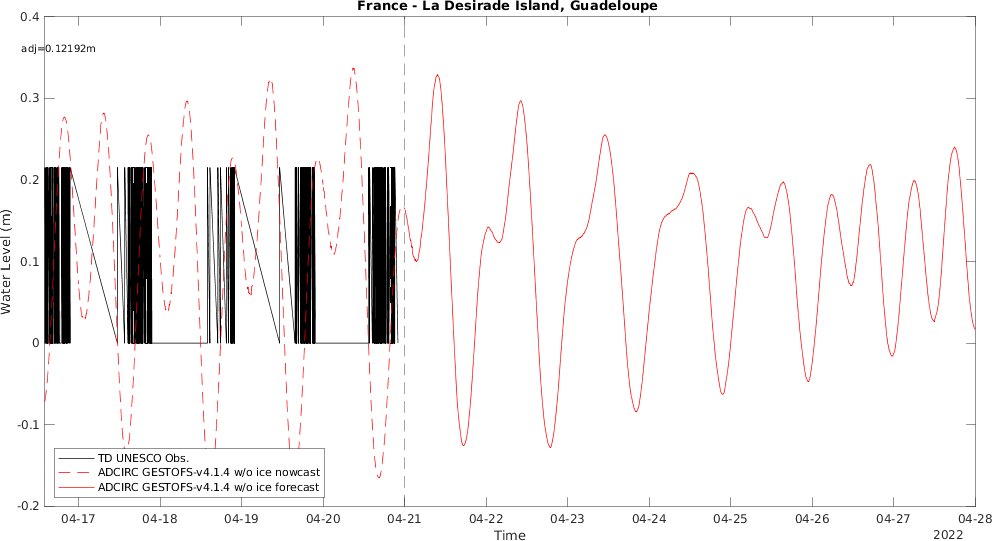 France - La Desirade Island, Guadeloupe
adj=0.12192m
0.4
0.3
0.2
0.1
0
-0.1
-0.2
Water Level (m)
TD UNESCO Obs.
ADCIRC GESTOFS-v4.1.4 w/o ice nowcast
ADCIRC GESTOFS-v4.1.4 w/o ice forecast
04-17 04-18 04-19 04-20 04-21 04-22 04-23 04-24 04-25 04-26 04-27 04-28
Time
2022